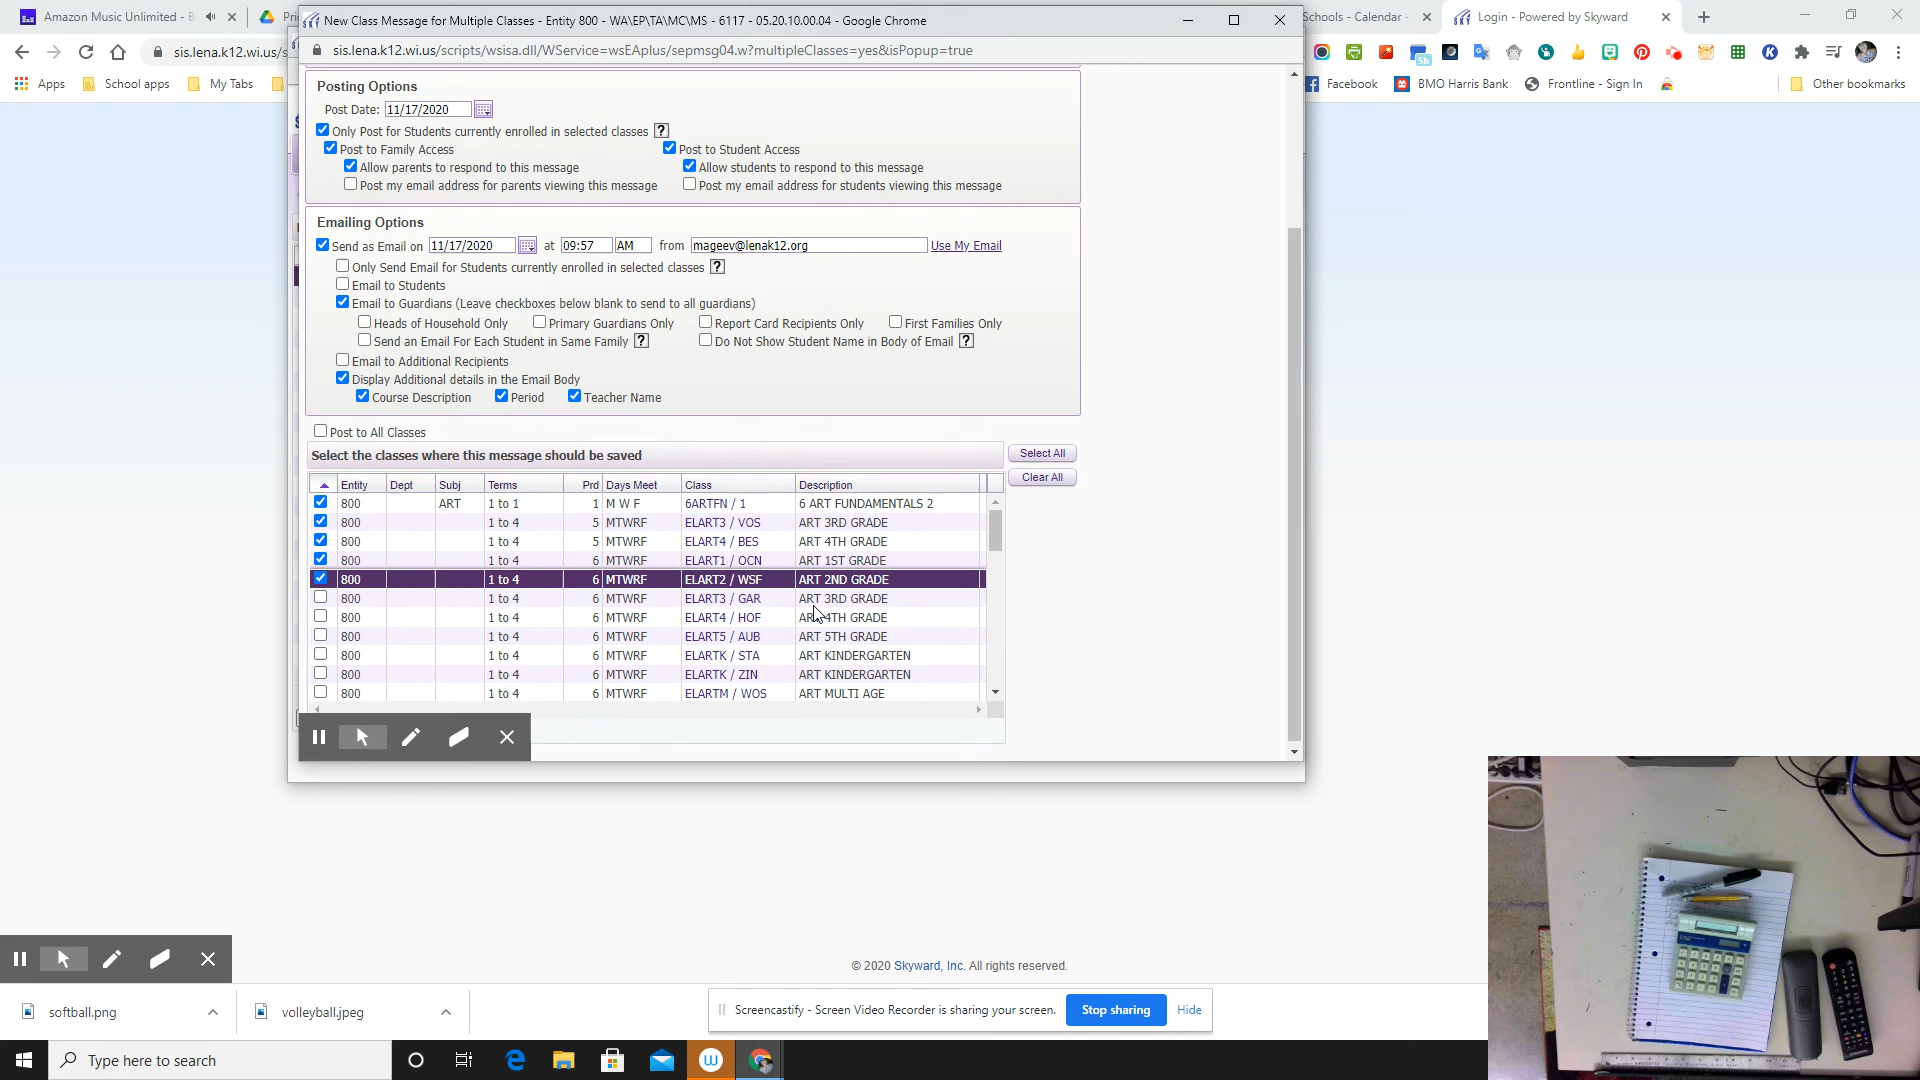 Amazon Music Unlimited - B
Pri
Schools - Calendar -
Login - Powered by Skyward
New Class Message for Multiple Classes - Entity 800 - WA\EP\TA\MC\MS - 6117 - 05.20.10.00.04 - Google Chrome
sis.lena.k12.wi.us/s
sis.lena.k12.wi.us/scripts/wsisa.dll/WService=wsEAplus/sepmsg04.w?multipleClasses=yes&isPopup=true
Apps
School apps
My Tabs
Facebook
BMO Harris Bank
Frontline - Sign In
Other bookmarks
5h
Posting Options
Post Date: 11/17/2020
Only Post for Students currently enrolled in selected classes ?
Post to Family Access
Post to Student Access
Allow parents to respond to this message
Allow students to respond to this message
Post my email address for parents viewing this message
Post my email address for students viewing this message
Emailing Options
Send as Email on 11/17/2020 at 09:57 AM from mageev@lenak12.org Use My Email
Only Send Email for Students currently enrolled in selected classes ?
Email to Students
Email to Guardians (Leave checkboxes below blank to send to all guardians)
Heads of Household Only Primary Guardians Only Report Card Recipients Only First Families Only
Send an Email For Each Student in Same Family ? Do Not Show Student Name in Body of Email ?
Email to Additional Recipients
Display Additional details in the Email Body
Course Description Period Teacher Name
Post to All Classes
Select the classes where this message should be saved
Select All
Clear All
Entity Dept Subj Terms Prd Days Meet Class Description
800 ART 1 to 1 1 M W F 6ARTFN / 1 6 ART FUNDAMENTALS 2
800 1 to 4 5 MTWRF ELART3 / VOS ART 3RD GRADE
800 1 to 4 5 MTWRF ELART4 / BES ART 4TH GRADE
800 1 to 4 6 MTWRF ELART1 / OCN ART 1ST GRADE
800 1 to 4 6 MTWRF ELART2 / WSF ART 2ND GRADE
800 1 to 4 6 MTWRF ELART3 / GAR ART 3RD GRADE
800 1 to 4 6 MTWRF ELART4 / HOF ART 4TH GRADE
800 1 to 4 6 MTWRF ELART5 / AUB ART 5TH GRADE
800 1 to 4 6 MTWRF ELARTK / STA ART KINDERGARTEN
800 1 to 4 6 MTWRF ELARTK / ZIN ART KINDERGARTEN
800 1 to 4 6 MTWRF ELARTM / WOS ART MULTI AGE
© 2020 Skyward, Inc. All rights reserved.
softball.png
volleyball.jpeg
Screencastify - Screen Video Recorder is sharing your screen.
Stop sharing
Hide
Type here to search